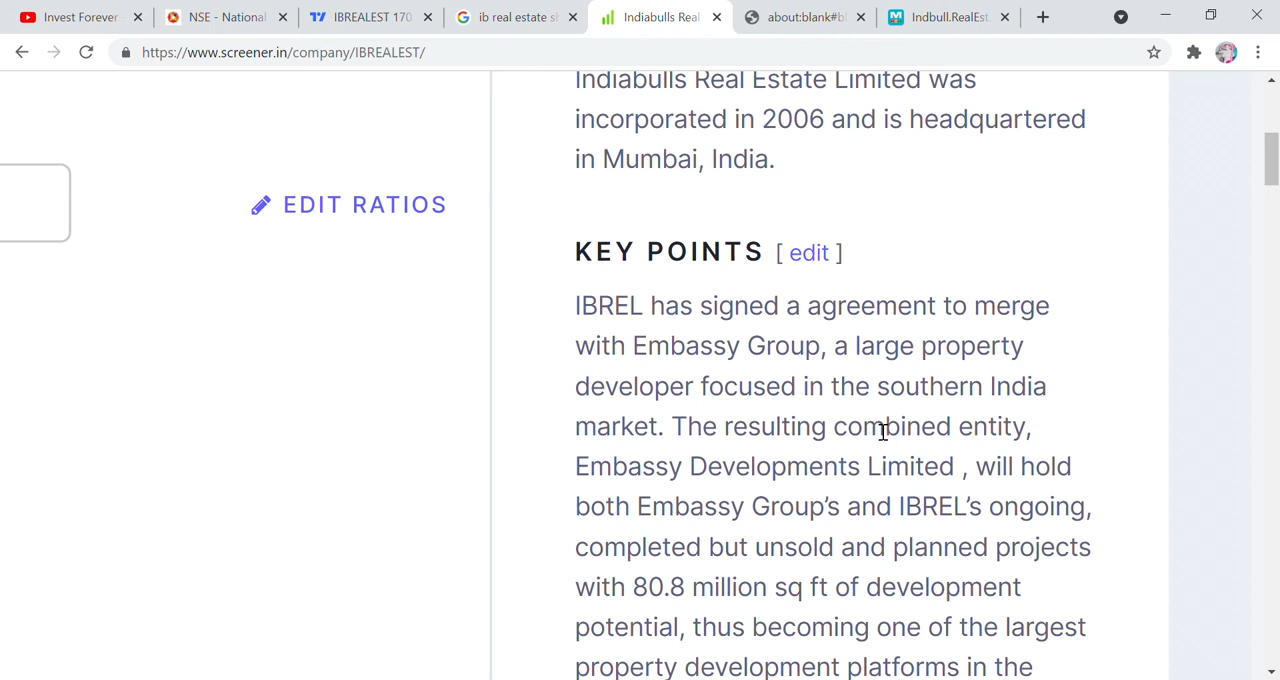 Invest Forever
NSE - National
IBREALEST 170
ib real estate sh
Indiabulls Real
about:blank#bl
Indbull.RealEst.
https://www.screener.in/company/IBREALEST/
Indiabulls Real Estate Limited was
incorporated in 2006 and is headquartered
in Mumbai, India.
EDIT RATIOS
KEY POINTS [ edit ]
IBREL has signed a agreement to merge
with Embassy Group, a large property
developer focused in the southern India
market. The resulting combined entity,
Embassy Developments Limited , will hold
both Embassy Group’s and IBREL’s ongoing,
completed but unsold and planned projects
with 80.8 million sq ft of development
potential, thus becoming one of the largest
property development platforms in the